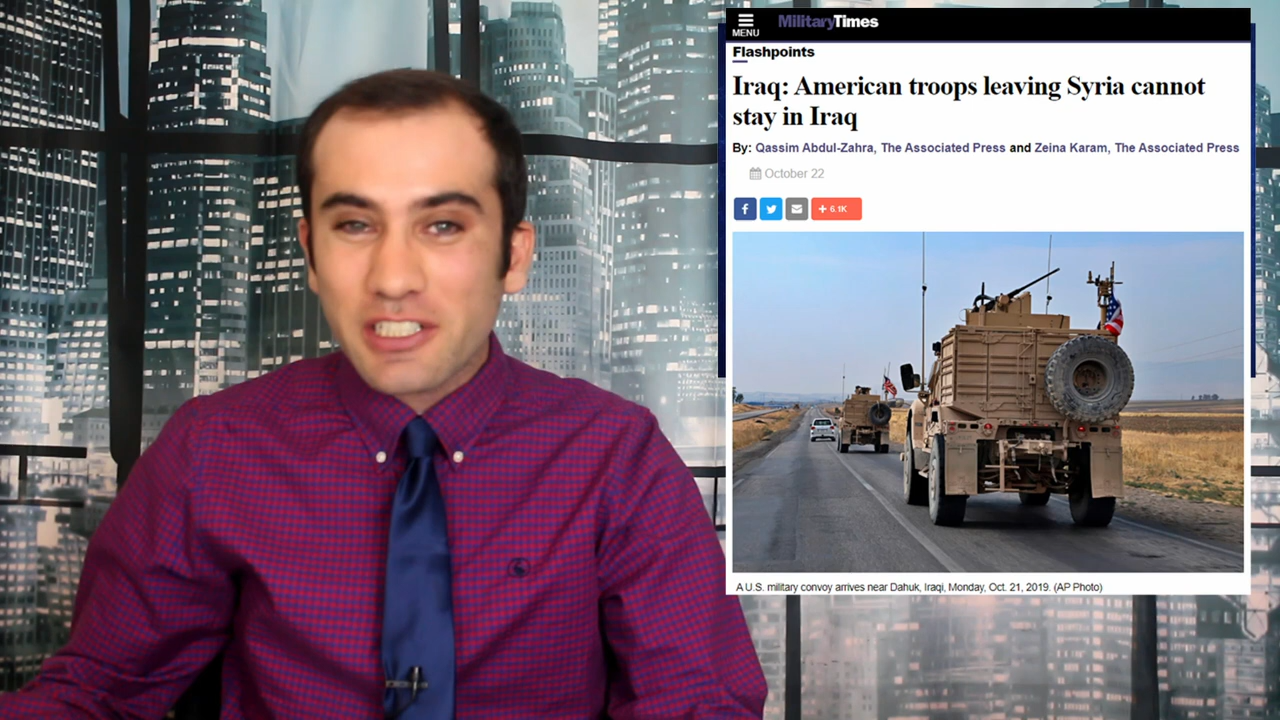 MENU
MilitaryTimes
Flashpoints
Iraq: American troops leaving Syria cannot
stay in Iraq
By: Qassim Abdul-Zahra, The Associated Press and Zeina Karam, The Associated Press
October 22
+ 6.1K
A U.S. military convoy arrives near Dahuk, Iraqi, Monday, Oct. 21, 2019. (AP Photo)